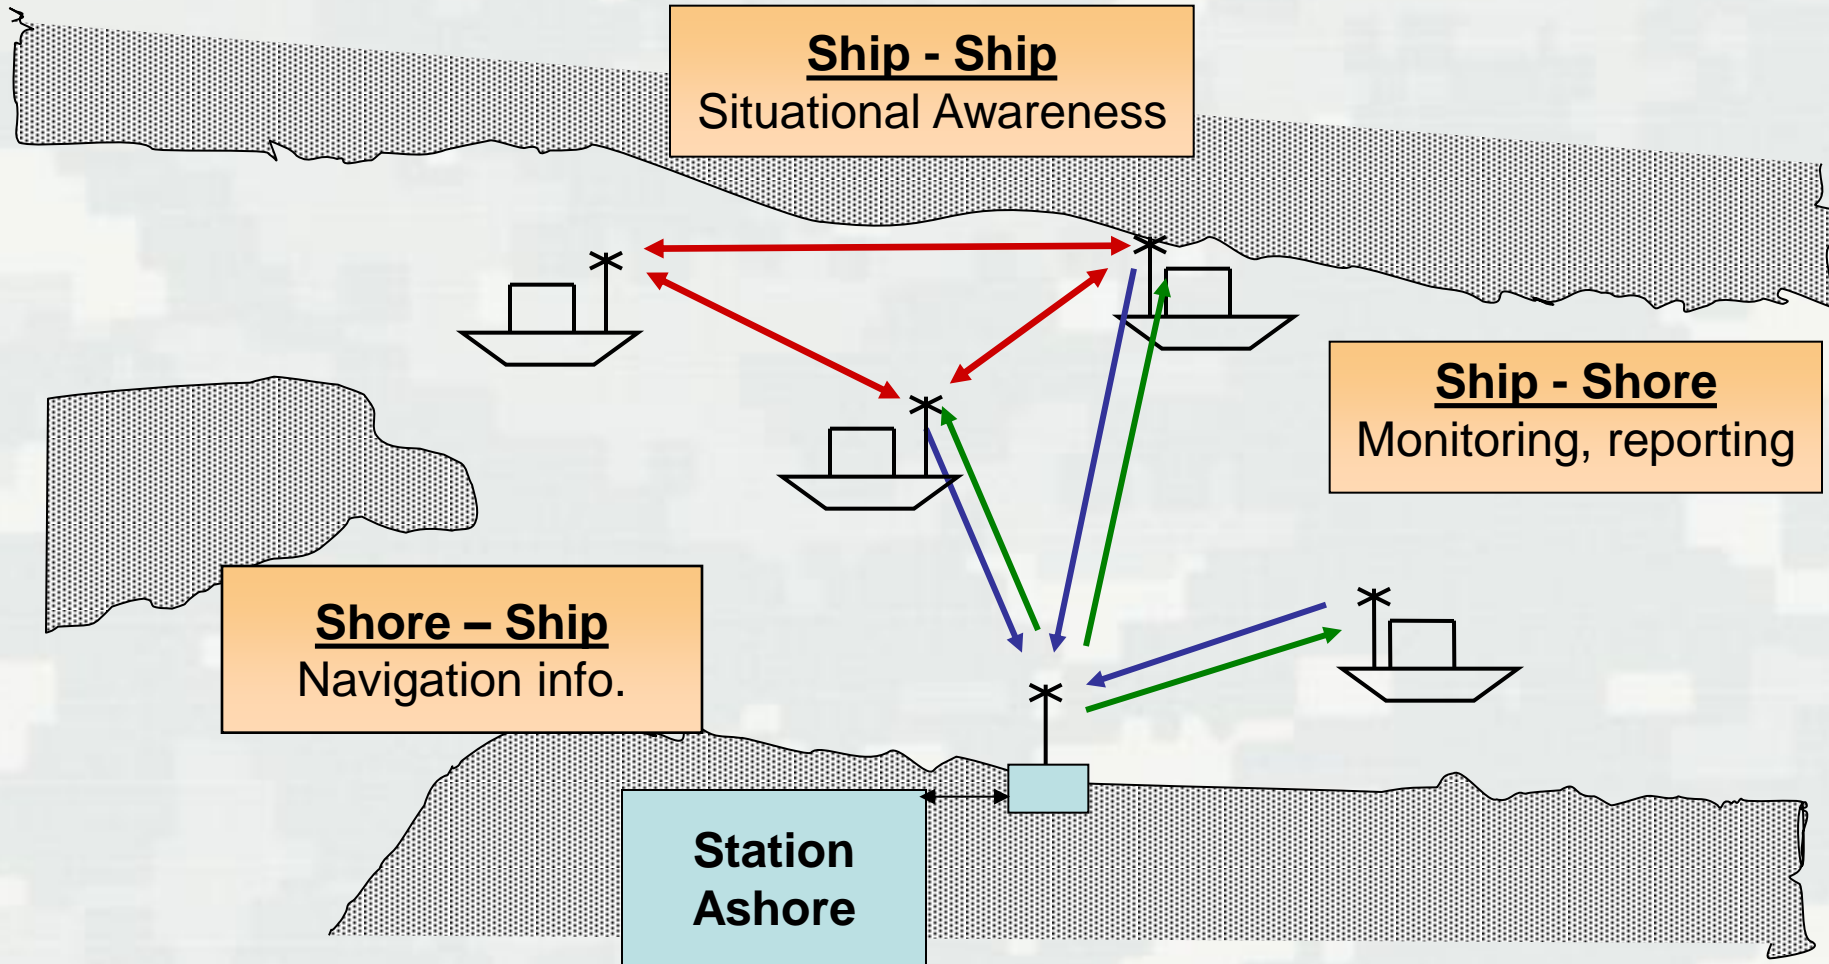 Ship - Ship
Situational Awareness
Ship - Shore
Monitoring, reporting
Shore – Ship
Navigation info.
Station
Ashore